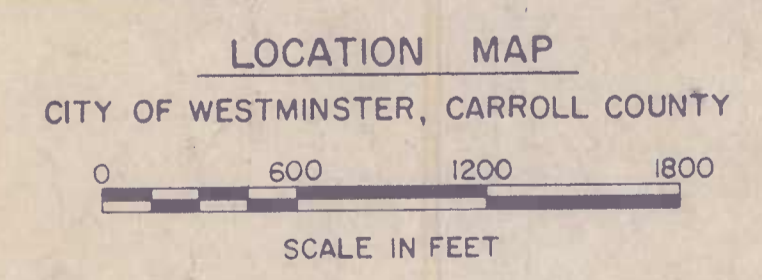 LOCATION MAP
CITY OF WESTMINSTER, CARROLL COUNTY
0 600 1200 1800
SCALE IN FEET